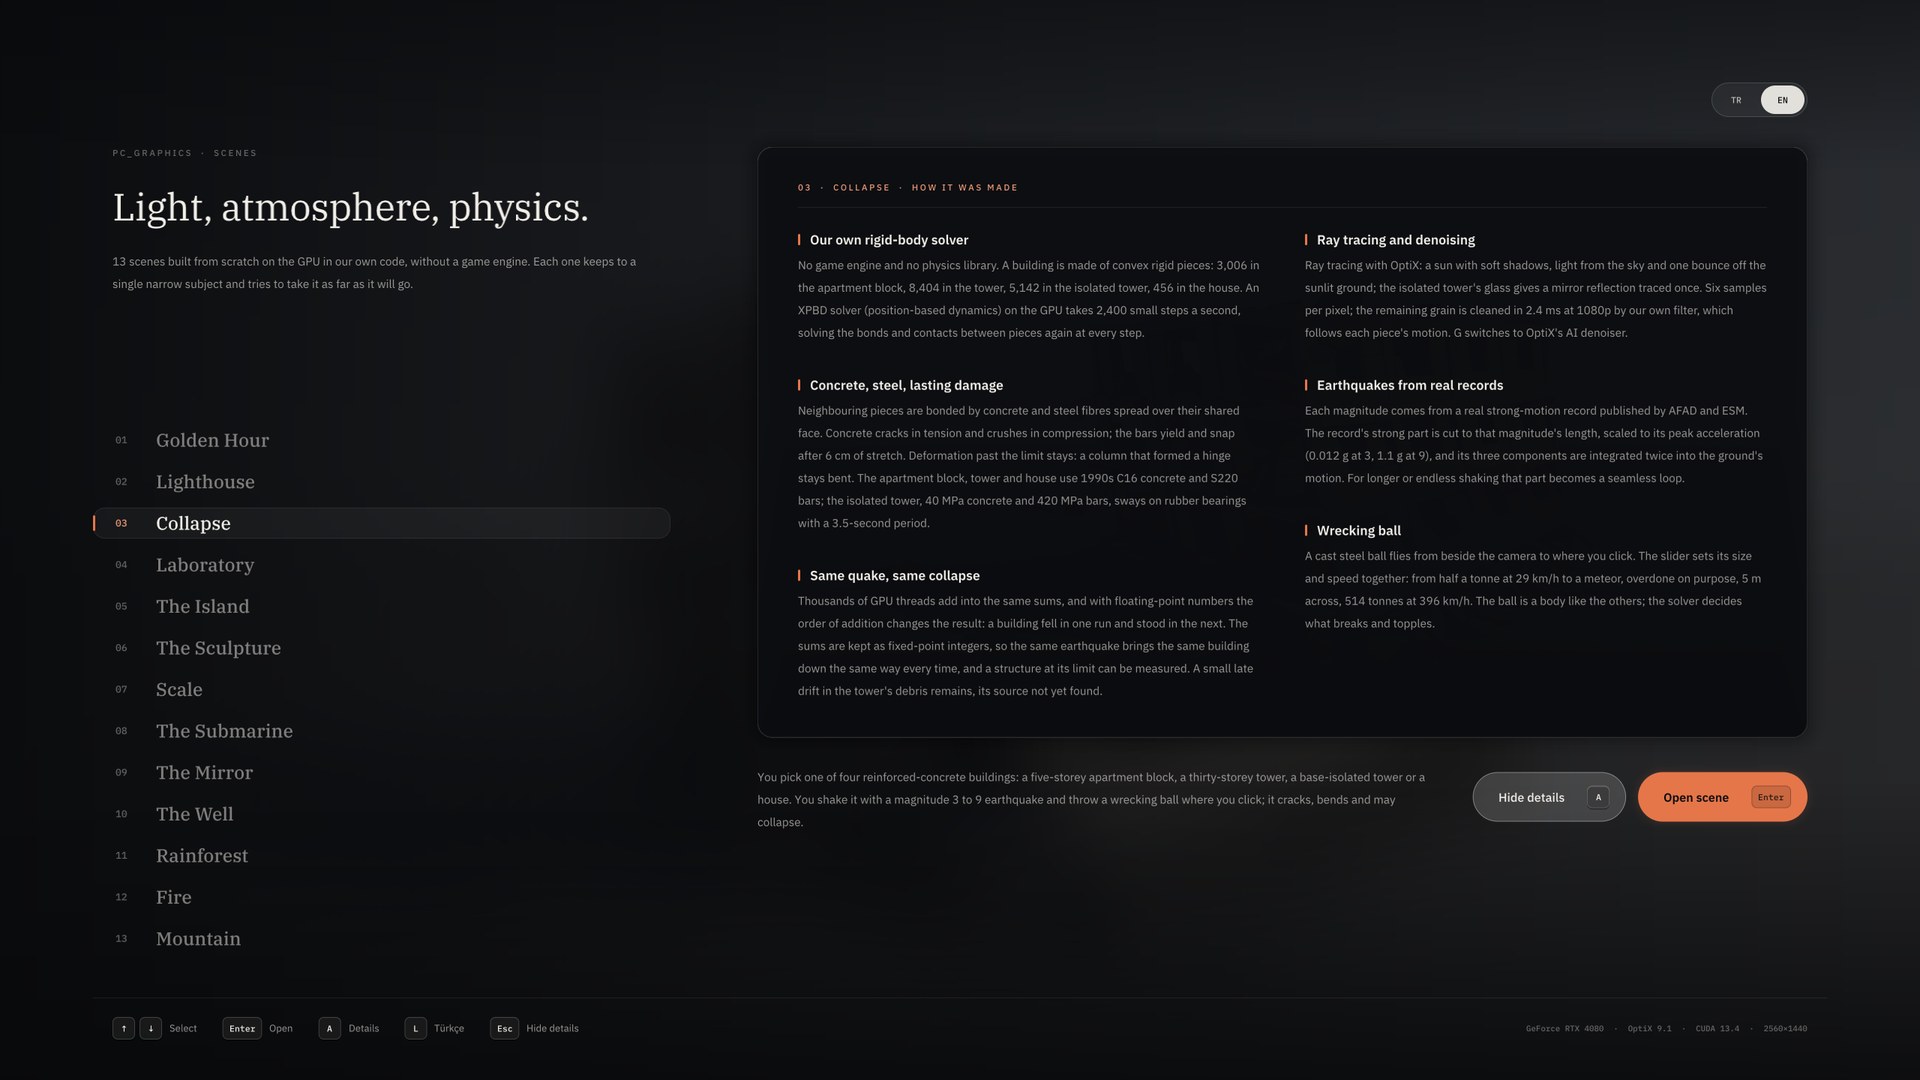 TR
EN
PC_GRAPHICS · SCENES
Light, atmosphere, physics.
13 scenes built from scratch on the GPU in our own code, without a game engine. Each one keeps to a
single narrow subject and tries to take it as far as it will go.
01 Golden Hour
02 Lighthouse
03 Collapse
04 Laboratory
05 The Island
06 The Sculpture
07 Scale
08 The Submarine
09 The Mirror
10 The Well
11 Rainforest
12 Fire
13 Mountain
03 · COLLAPSE · HOW IT WAS MADE
Our own rigid-body solver
No game engine and no physics library. A building is made of convex rigid pieces: 3,006 in
the apartment block, 8,404 in the tower, 5,142 in the isolated tower, 456 in the house. An
XPBD solver (position-based dynamics) on the GPU takes 2,400 small steps a second,
solving the bonds and contacts between pieces again at every step.
Concrete, steel, lasting damage
Neighbouring pieces are bonded by concrete and steel fibres spread over their shared
face. Concrete cracks in tension and crushes in compression; the bars yield and snap
after 6 cm of stretch. Deformation past the limit stays: a column that formed a hinge
stays bent. The apartment block, tower and house use 1990s C16 concrete and S220
bars; the isolated tower, 40 MPa concrete and 420 MPa bars, sways on rubber bearings
with a 3.5-second period.
Same quake, same collapse
Thousands of GPU threads add into the same sums, and with floating-point numbers the
order of addition changes the result: a building fell in one run and stood in the next. The
sums are kept as fixed-point integers, so the same earthquake brings the same building
down the same way every time, and a structure at its limit can be measured. A small late
drift in the tower's debris remains, its source not yet found.
Ray tracing and denoising
Ray tracing with OptiX: a sun with soft shadows, light from the sky and one bounce off the
sunlit ground; the isolated tower's glass gives a mirror reflection traced once. Six samples
per pixel; the remaining grain is cleaned in 2.4 ms at 1080p by our own filter, which
follows each piece's motion. G switches to OptiX's AI denoiser.
Earthquakes from real records
Each magnitude comes from a real strong-motion record published by AFAD and ESM.
The record's strong part is cut to that magnitude's length, scaled to its peak acceleration
(0.012 g at 3, 1.1 g at 9), and its three components are integrated twice into the ground's
motion. For longer or endless shaking that part becomes a seamless loop.
Wrecking ball
A cast steel ball flies from beside the camera to where you click. The slider sets its size
and speed together: from half a tonne at 29 km/h to a meteor, overdone on purpose, 5 m
across, 514 tonnes at 396 km/h. The ball is a body like the others; the solver decides
what breaks and topples.
You pick one of four reinforced-concrete buildings: a five-storey apartment block, a thirty-storey tower, a base-isolated tower or a
house. You shake it with a magnitude 3 to 9 earthquake and throw a wrecking ball where you click; it cracks, bends and may
collapse.
Hide details A
Open scene Enter
↑ ↓ Select Enter Open A Details L Türkçe Esc Hide details
GeForce RTX 4080 · OptiX 9.1 · CUDA 13.4 · 2560×1440